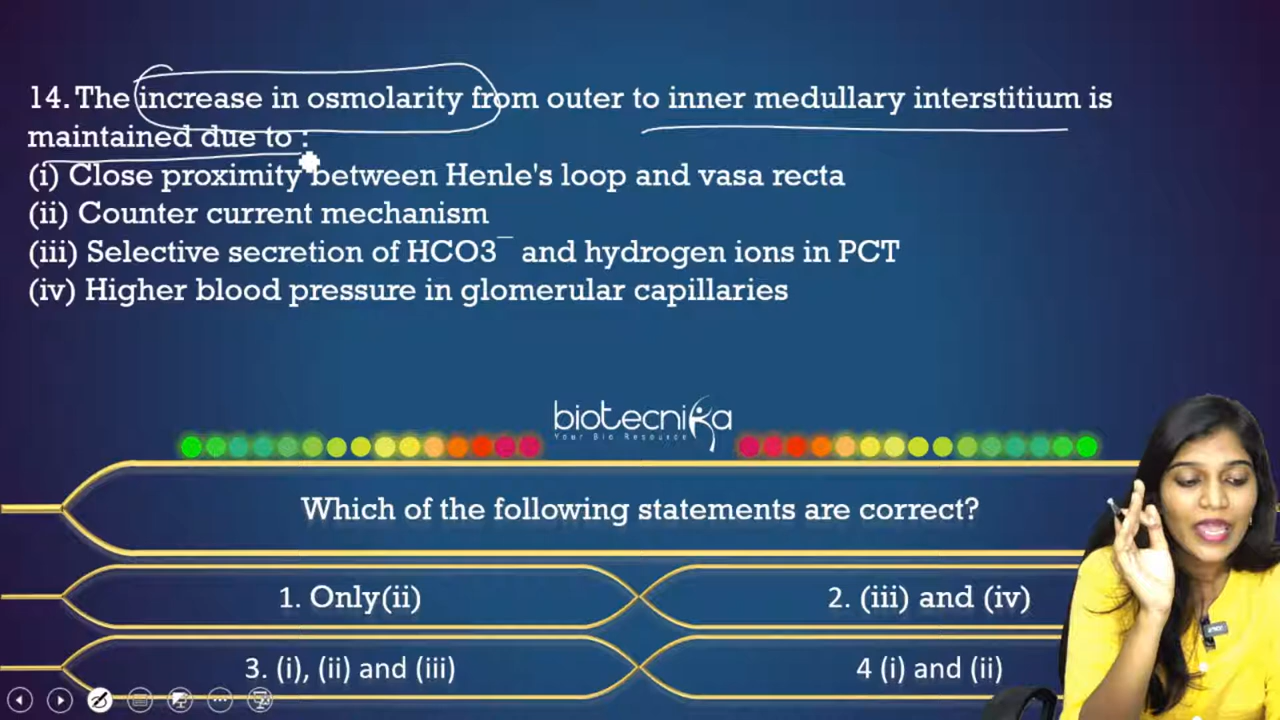 14. The increase in osmolarity from outer to inner medullary interstitium is
maintained due to :
(i) Close proximity between Henle's loop and vasa recta
(ii) Counter current mechanism
(iii) Selective secretion of HCO3¯ and hydrogen ions in PCT
(iv) Higher blood pressure in glomerular capillaries
biotecnika
Your Bio Resource
Which of the following statements are correct?
1. Only(ii)
2. (iii) and (iv)
3. (i), (ii) and (iii)
4 (i) and (ii)